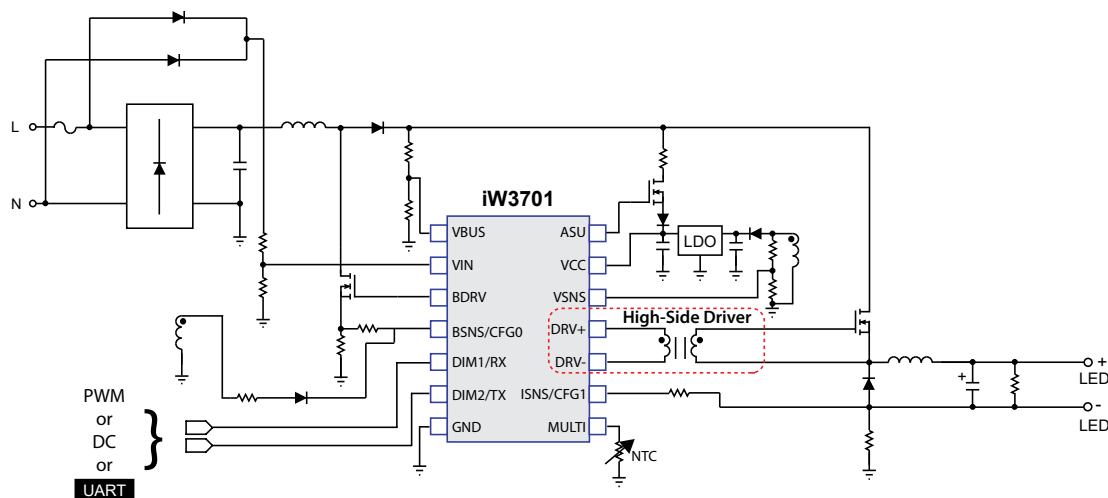 L
N
iW3701
VBUS
VIN
BDRV
BSNS/CFG0
DIM1/RX
DIM2/TX
GND
ASU
VCC
VSNS
DRV+
DRV-
ISNS/CFG1
MULTI
LDO
High-Side Driver
NTC
+
+
LED
-
LED
PWM
or
DC
or
UART